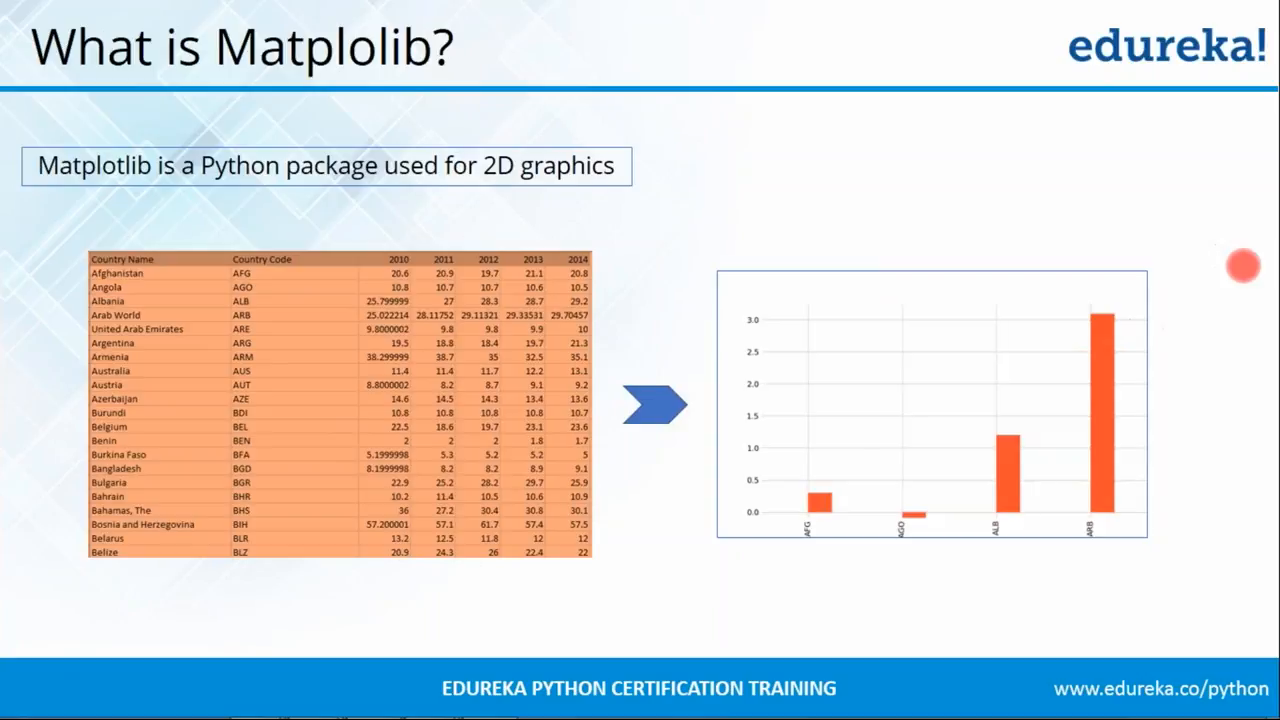 What is Matplolib?
edureka!
Matplotlib is a Python package used for 2D graphics
Country Name Country Code 2010 2011 2012 2013 2014
Afghanistan AFG 20.6 20.9 19.7 21.1 20.8
Angola AGO 10.8 10.7 10.7 10.6 10.5
Albania ALB 25.799999 27 28.3 28.7 29.2
Arab World ARB 25.022214 28.11752 29.11321 29.33531 29.70457
United Arab Emirates ARE 9.8000002 9.8 9.8 9.9 10
Argentina ARG 19.5 18.8 18.4 19.7 21.3
Armenia ARM 38.299999 38.7 35 32.5 35.1
Australia AUS 11.4 11.4 11.7 12.2 13.1
Austria AUT 8.8000002 8.2 8.7 9.1 9.2
Azerbaijan AZE 14.6 14.5 14.3 13.4 13.6
Burundi BDI 10.8 10.8 10.8 10.8 10.7
Belgium BEL 22.5 18.6 19.7 23.1 23.6
Benin BEN 2 2 2 1.8 1.7
Burkina Faso BFA 5.1999998 5.3 5.2 5.2 5
Bangladesh BGD 8.1999998 8.2 8.2 8.9 9.1
Bulgaria BGR 22.9 25.2 28.2 29.7 25.9
Bahrain BHR 10.2 11.4 10.5 10.6 10.9
Bahamas, The BHS 36 27.2 30.4 30.8 30.1
Bosnia and Herzegovina BIH 57.200001 57.1 61.7 57.4 57.5
Belarus BLR 13.2 12.5 11.8 12 12
Belize BLZ 20.9 24.3 26 22.4 22
3.0
2.5
2.0
1.5
1.0
0.5
0.0
AFG AGO ALB ARB
EDUREKA PYTHON CERTIFICATION TRAINING
www.edureka.co/python